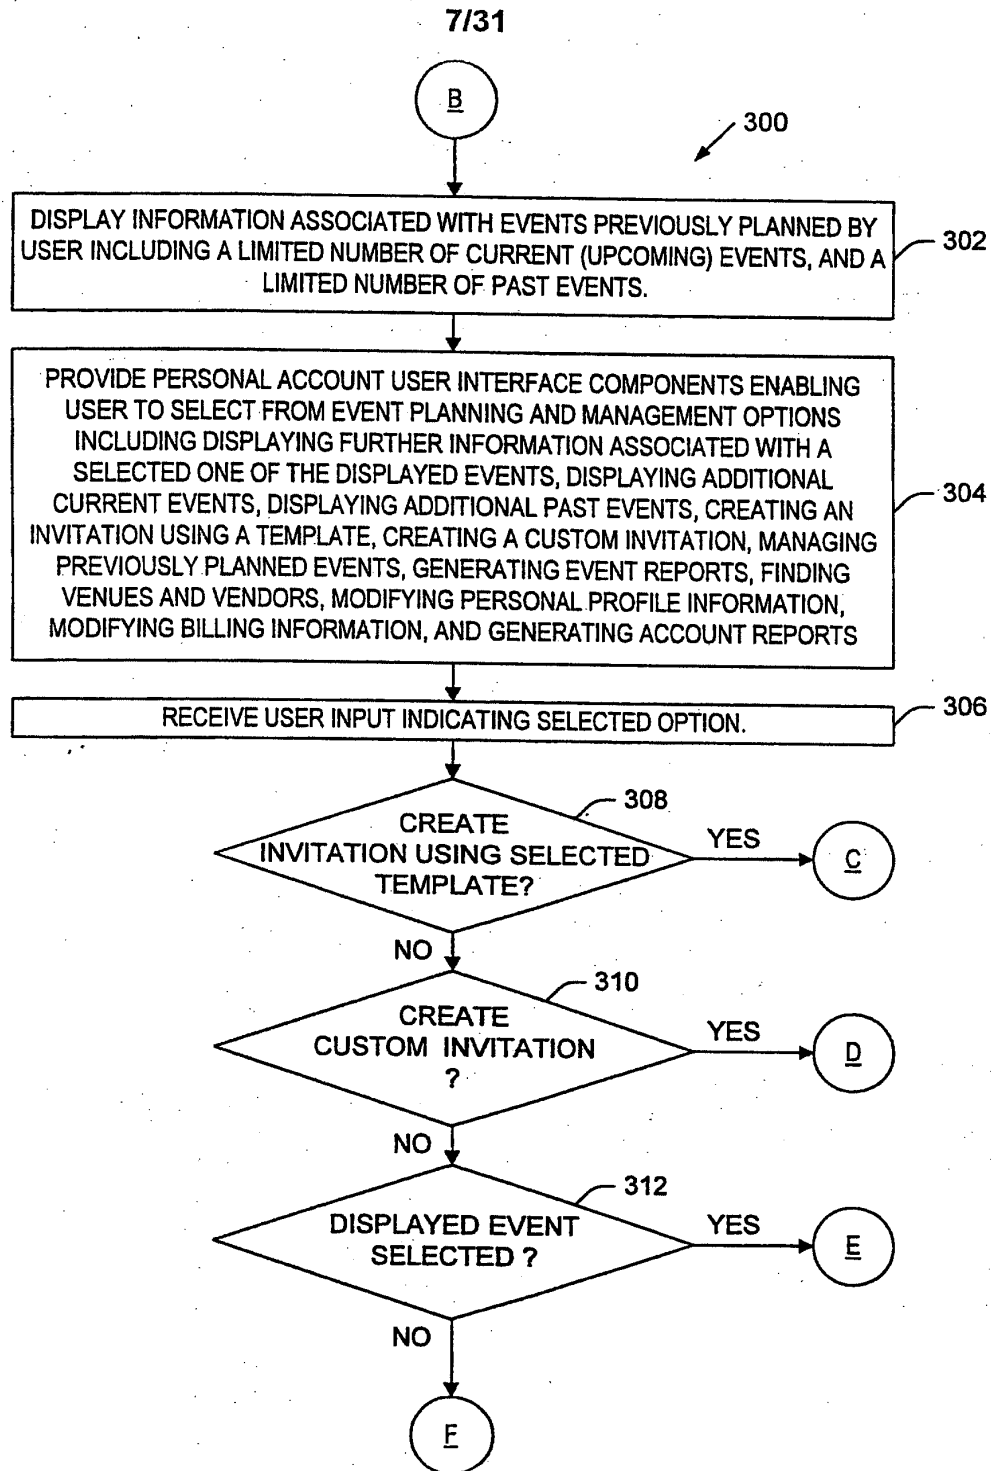 7/31
B
300
DISPLAY INFORMATION ASSOCIATED WITH EVENTS PREVIOUSLY PLANNED BY
USER INCLUDING A LIMITED NUMBER OF CURRENT (UPCOMING) EVENTS, AND A
LIMITED NUMBER OF PAST EVENTS.
302
PROVIDE PERSONAL ACCOUNT USER INTERFACE COMPONENTS ENABLING
USER TO SELECT FROM EVENT PLANNING AND MANAGEMENT OPTIONS
INCLUDING DISPLAYING FURTHER INFORMATION ASSOCIATED WITH A
SELECTED ONE OF THE DISPLAYED EVENTS, DISPLAYING ADDITIONAL
CURRENT EVENTS, DISPLAYING ADDITIONAL PAST EVENTS, CREATING AN
INVITATION USING A TEMPLATE, CREATING A CUSTOM INVITATION, MANAGING
PREVIOUSLY PLANNED EVENTS, GENERATING EVENT REPORTS, FINDING
VENUES AND VENDORS, MODIFYING PERSONAL PROFILE INFORMATION,
MODIFYING BILLING INFORMATION, AND GENERATING ACCOUNT REPORTS
304
RECEIVE USER INPUT INDICATING SELECTED OPTION.
306
308
CREATE
INVITATION USING SELECTED
TEMPLATE?
YES
C
NO
310
CREATE
CUSTOM INVITATION
?
YES
D
NO
312
DISPLAYED EVENT
SELECTED ?
YES
E
NO
F